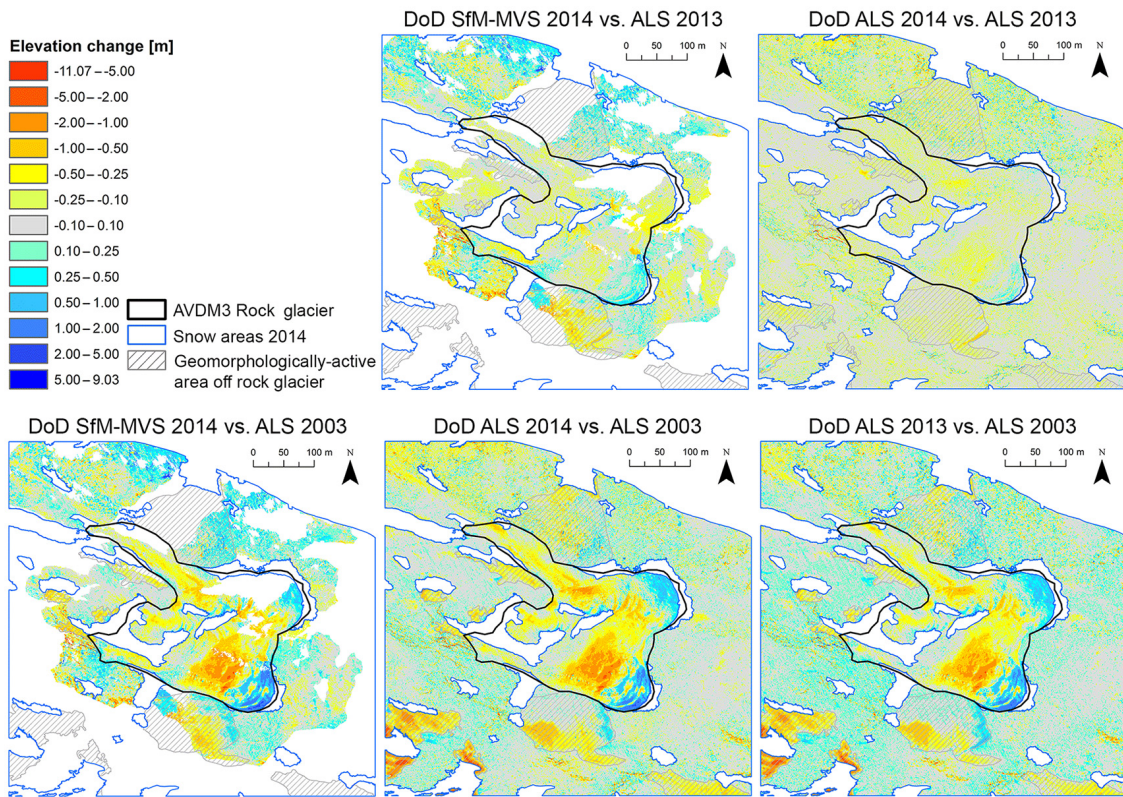 DoD SfM-MVS 2014 vs. ALS 2013
0 50 100 m
N
DoD ALS 2014 vs. ALS 2013
0 50 100 m
N
Elevation change [m]
-11.07 – -5.00
-5.00 – -2.00
-2.00 – -1.00
-1.00 – -0.50
-0.50 – -0.25
-0.25 – -0.10
-0.10 – 0.10
0.10 – 0.25
0.25 – 0.50
0.50 – 1.00
1.00 – 2.00
2.00 – 5.00
5.00 – 9.03
AVDM3 Rock glacier
Snow areas 2014
Geomorphologically-active
area off rock glacier
DoD SfM-MVS 2014 vs. ALS 2003
0 50 100 m
N
DoD ALS 2014 vs. ALS 2003
0 50 100 m
N
DoD ALS 2013 vs. ALS 2003
0 50 100 m
N